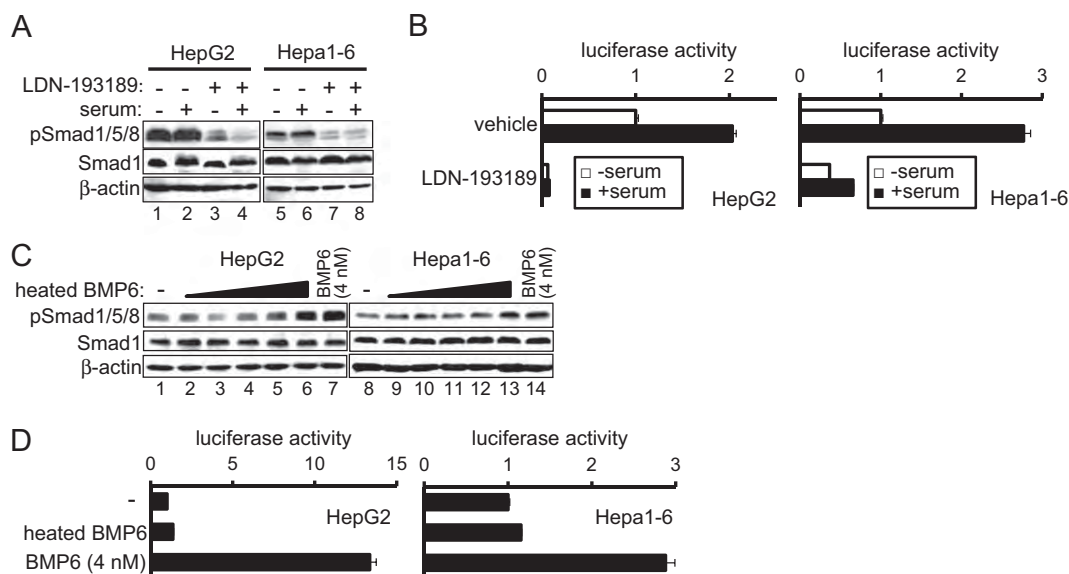 A
HepG2 Hepa1-6
LDN-193189: - - + + - - + +
serum: - + - + - + - +
pSmad1/5/8
Smad1
β-actin
1 2 3 4 5 6 7 8
B
luciferase activity luciferase activity
0 1 2 0 1 2 3
vehicle
LDN-193189
-serum
+serum
HepG2
-serum
+serum
Hepa1-6
C
HepG2 Hepa1-6
heated BMP6: - BMP6 (4 nM) - BMP6 (4 nM)
pSmad1/5/8
Smad1
β-actin
1 2 3 4 5 6 7 8 9 10 11 12 13 14
D
luciferase activity luciferase activity
0 5 10 15 0 1 2 3
-
heated BMP6
BMP6 (4 nM)
HepG2 Hepa1-6